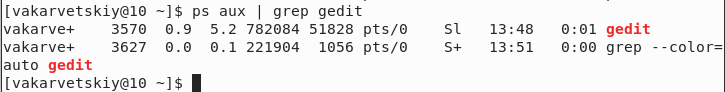 [vakarvetskiy@10 ~]$ ps aux | grep gedit
vakarve+    3570  0.9  5.2 782084 51828 pts/0    Sl   13:48   0:01 gedit
vakarve+    3627  0.0  0.1 221904  1056 pts/0    S+   13:51   0:00 grep --color=
auto gedit
[vakarvetskiy@10 ~]$